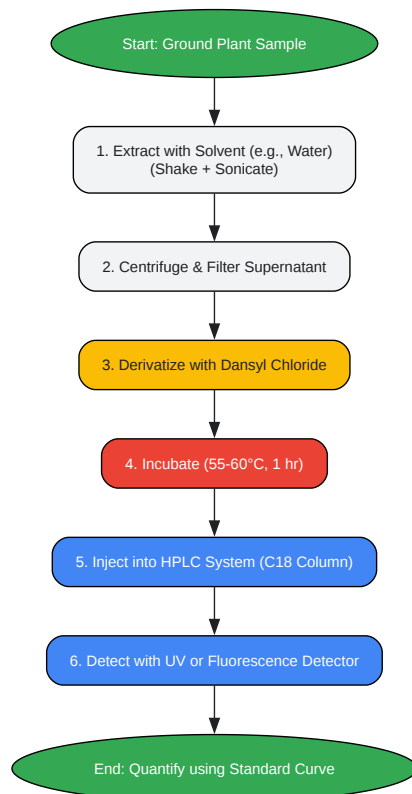 Start: Ground Plant Sample
1. Extract with Solvent (e.g., Water)
(Shake + Sonicate)
2. Centrifuge & Filter Supernatant
3. Derivatize with Dansyl Chloride
4. Incubate (55-60°C, 1 hr)
5. Inject into HPLC System (C18 Column)
6. Detect with UV or Fluorescence Detector
End: Quantify using Standard Curve